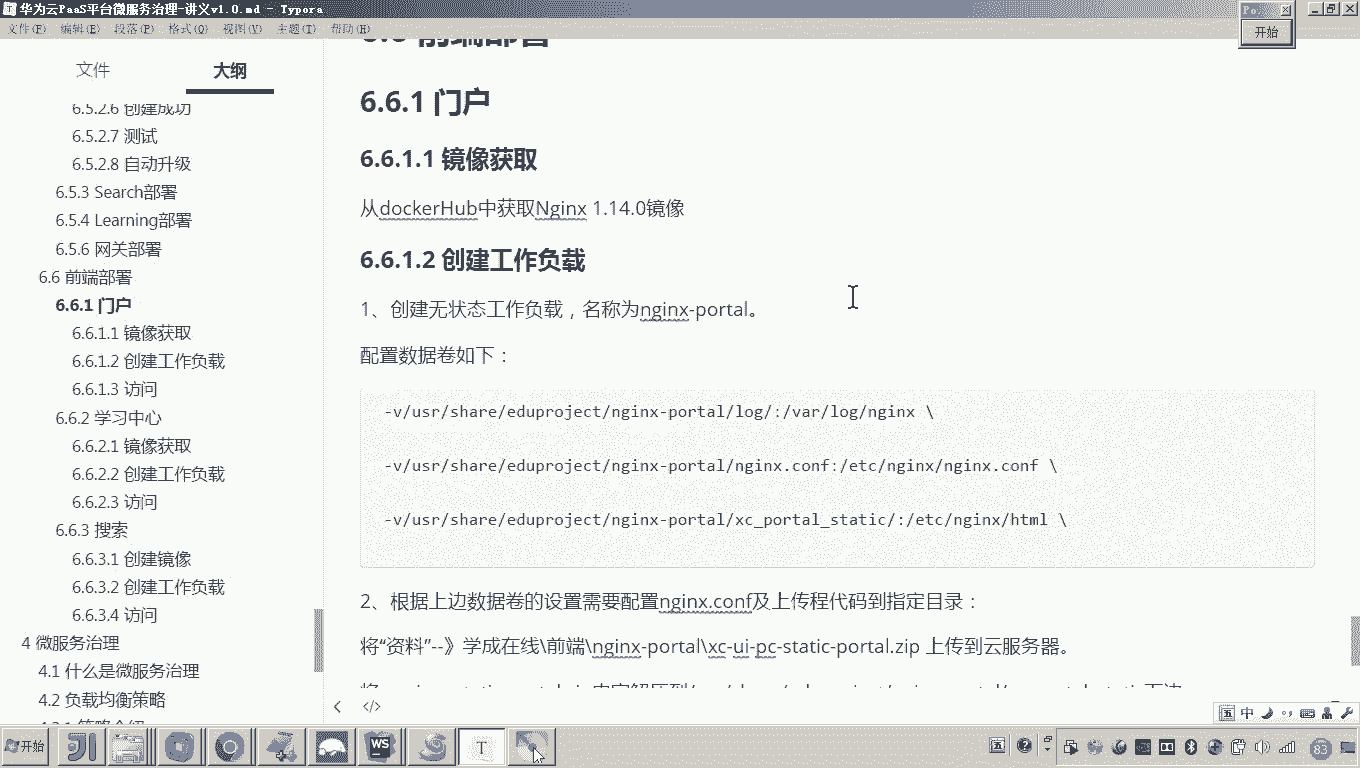 华为云PaaS平台微服务治理-讲义v1.0.md - Typora
文件(F) 编辑(E) 段落(P) 格式(O) 视图(V) 主题(T) 帮助(H)
开始
文件 大纲
6.5.2.6 创建成功
6.5.2.7 测试
6.5.2.8 自动升级
6.5.3 Search部署
6.5.4 Learning部署
6.5.6 网关部署
6.6 前端部署
6.6.1 门户
6.6.1.1 镜像获取
6.6.1.2 创建工作负载
6.6.1.3 访问
6.6.2 学习中心
6.6.2.1 镜像获取
6.6.2.2 创建工作负载
6.6.2.3 访问
6.6.3 搜索
6.6.3.1 创建镜像
6.6.3.2 创建工作负载
6.6.3.4 访问
4 微服务治理
4.1 什么是微服务治理
4.2 负载均衡策略
6.6 前端部署
6.6.1 门户
6.6.1.1 镜像获取
从dockerHub中获取Nginx 1.14.0镜像
6.6.1.2 创建工作负载
1、创建无状态工作负载，名称为nginx-portal。
配置数据卷如下：
-v/usr/share/eduproject/nginx-portal/log/:/var/log/nginx \
-v/usr/share/eduproject/nginx-portal/nginx.conf:/etc/nginx/nginx.conf \
-v/usr/share/eduproject/nginx-portal/xc_portal_static/:/etc/nginx/html \
2、根据上边数据卷的设置需要配置nginx.conf及上传程代码到指定目录：
将“资料”--》学成在线\前端\nginx-portal\xc-ui-pc-static-portal.zip 上传到云服务器。
开始
WS
T
五 中
五
83